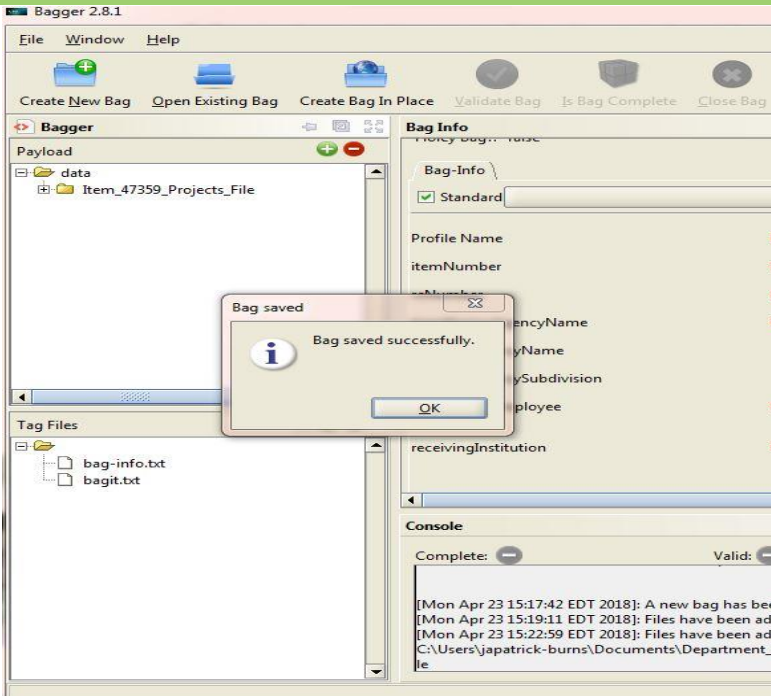 Bagger 2.8.1
File Window Help
Create New Bag Open Existing Bag Create Bag In Place Validate Bag Is Bag Complete Close Bag
Bagger
Payload
data
Item_47359_Projects_File
Tag Files
bag-info.txt
bagit.txt
Bag Info
false
Bag-Info
Standard
Profile Name
itemNumber
encyName
yName
ySubdivision
ployee
receivingInstitution
Bag saved
Bag saved successfully.
OK
Console
Complete: Valid:
[Mon Apr 23 15:17:42 EDT 2018]: A new bag has bee
[Mon Apr 23 15:19:11 EDT 2018]: Files have been ad
[Mon Apr 23 15:22:59 EDT 2018]: Files have been ad
C:\Users\japatrick-burns\Documents\Department_
le